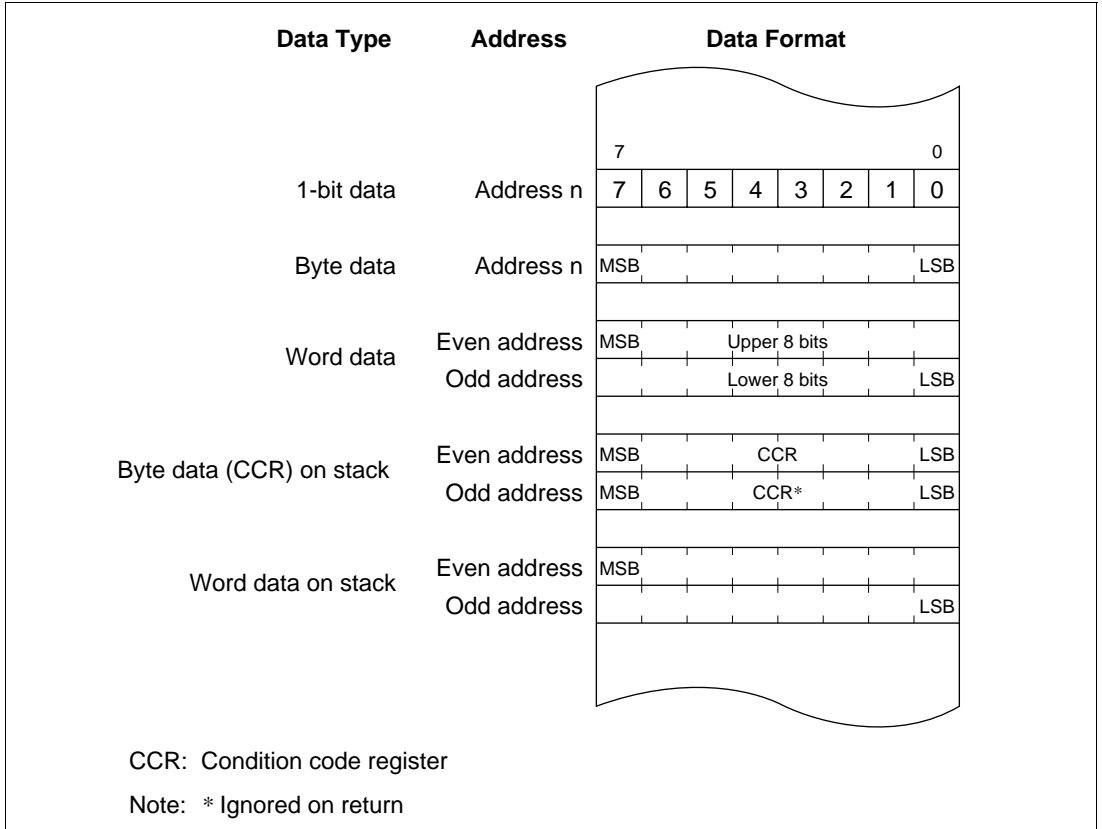 Data Type Address Data Format
7 0
1-bit data Address n 7 6 5 4 3 2 1 0
Byte data Address n MSB LSB
Word data
Even address MSB Upper 8 bits
Odd address Lower 8 bits LSB
Byte data (CCR) on stack
Even address MSB CCR LSB
Odd address MSB CCR* LSB
Word data on stack
Even address MSB
Odd address LSB
CCR: Condition code register
Note: * Ignored on return